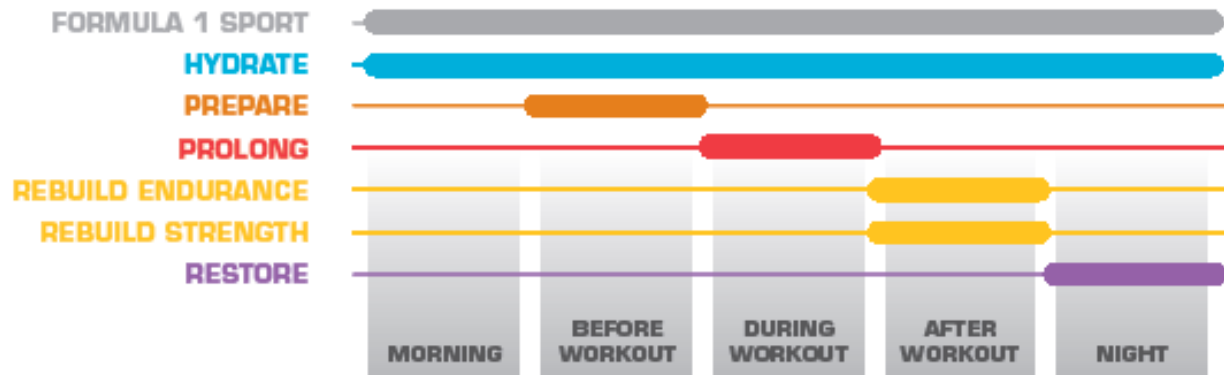 FORMULA 1 SPORT
HYDRATE
PREPARE
PROLONG
REBUILD ENDURANCE
REBUILD STRENGTH
RESTORE
MORNING
BEFORE
WORKOUT
DURING
WORKOUT
AFTER
WORKOUT
NIGHT